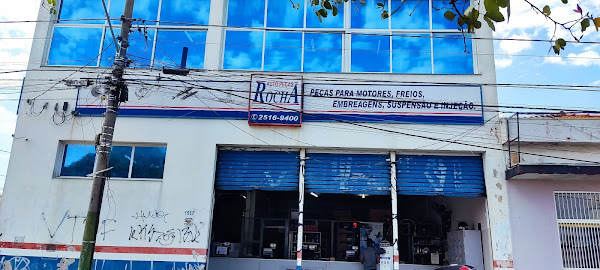 AUTO PEÇAS
ROCHA
2516-9400
PEÇAS PARA MOTORES, FREIOS,
EMBREAGENS, SUSPENSÃO E INJEÇÃO.